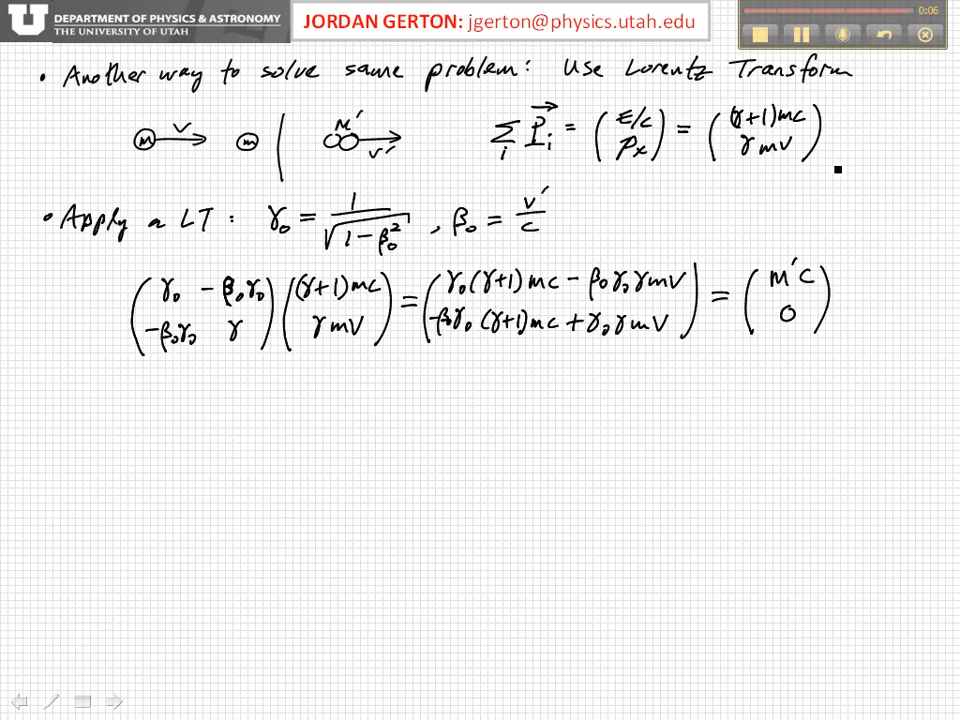 U DEPARTMENT OF PHYSICS & ASTRONOMY
THE UNIVERSITY OF UTAH
JORDAN GERTON: jgerton@physics.utah.edu
0:06
• Another way to solve same problem: Use Lorentz Transform
m v m | M' v' Σ_i P⃗_i = (E/c ; Px) = ((γ+1)mc ; γmv)
• Apply a LT: γ₀ = 1/√(1-β₀²), β₀ = v'/c
(γ₀ -β₀γ₀ ; -β₀γ₀ γ)((γ+1)mc ; γmV) = (γ₀(γ+1)mc - β₀γ₀γmV ; -β₀γ₀(γ+1)mc + γ₀γmV) = (M'c ; 0)